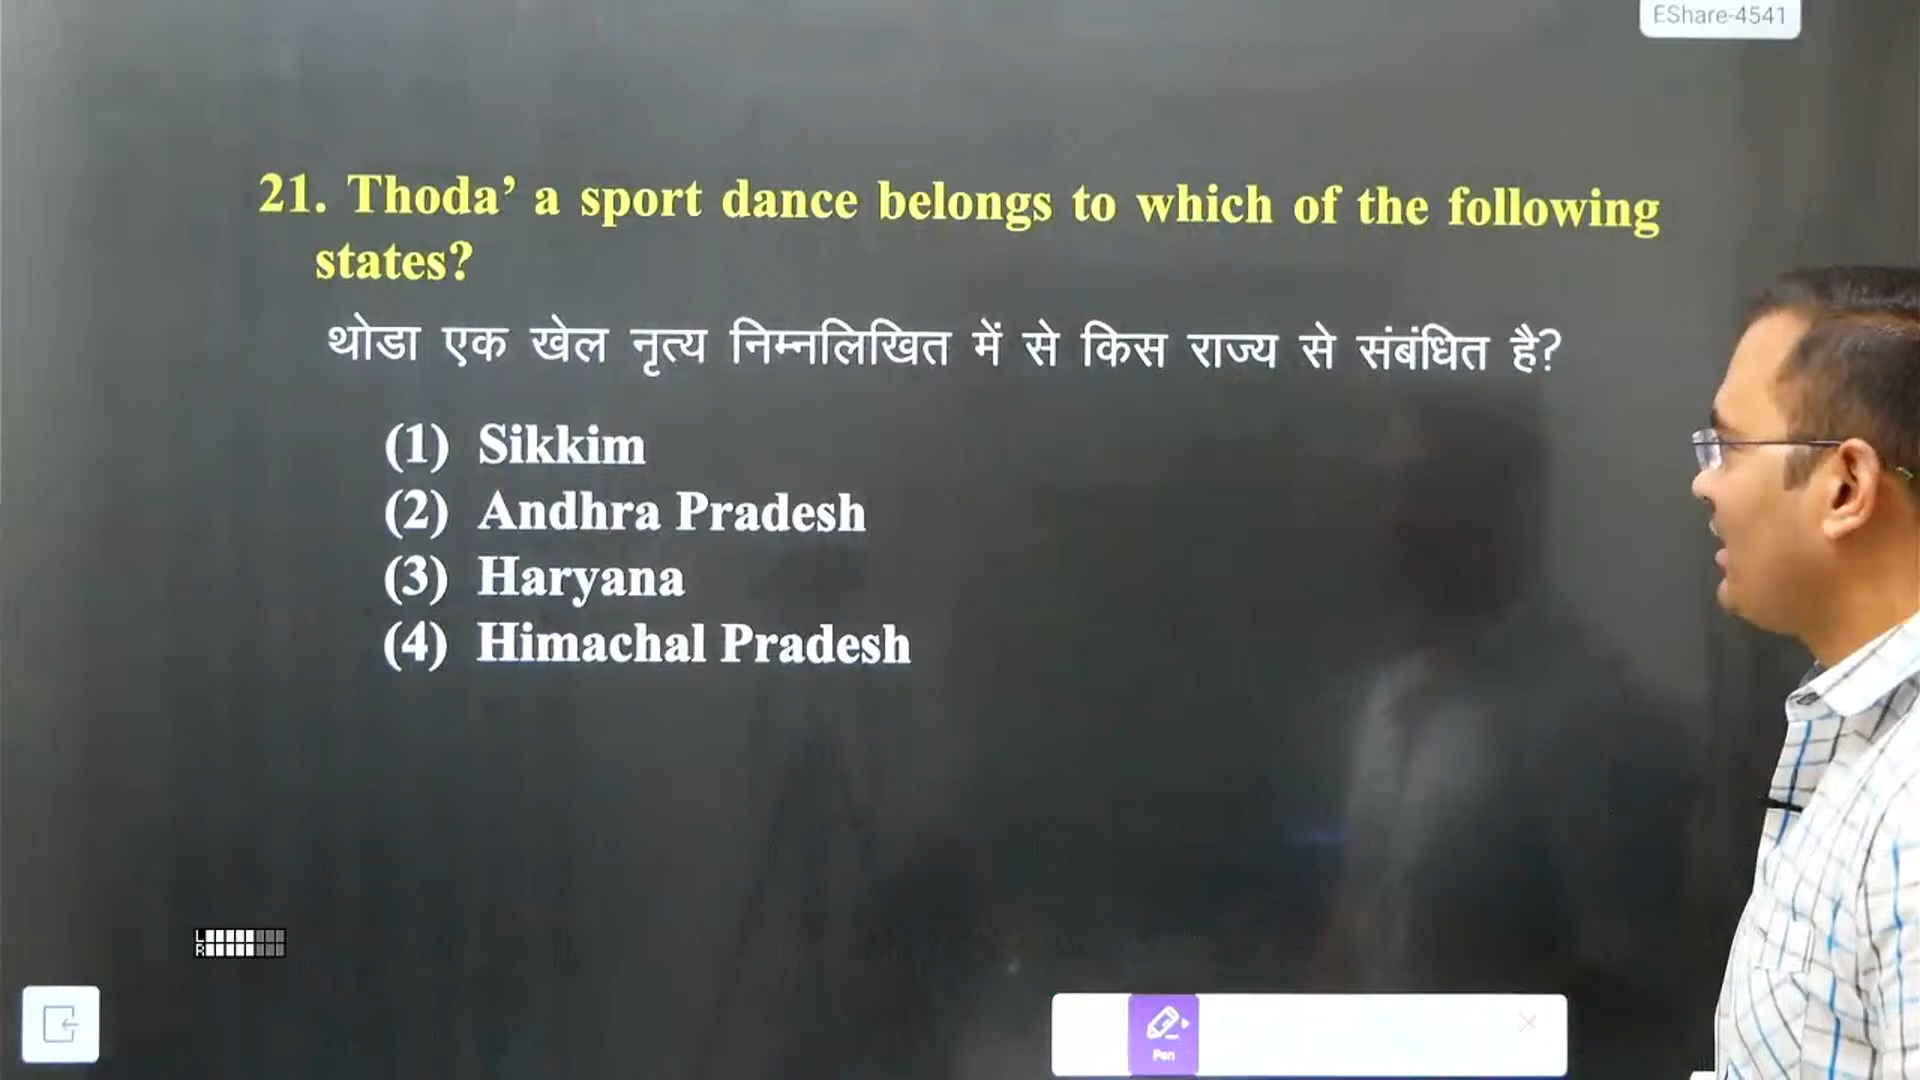 EShare-4541
21. Thoda’ a sport dance belongs to which of the following
states?
थोडा एक खेल नृत्य निम्नलिखित में से किस राज्य से संबंधित है?
(1) Sikkim
(2) Andhra Pradesh
(3) Haryana
(4) Himachal Pradesh
L
R
Pen